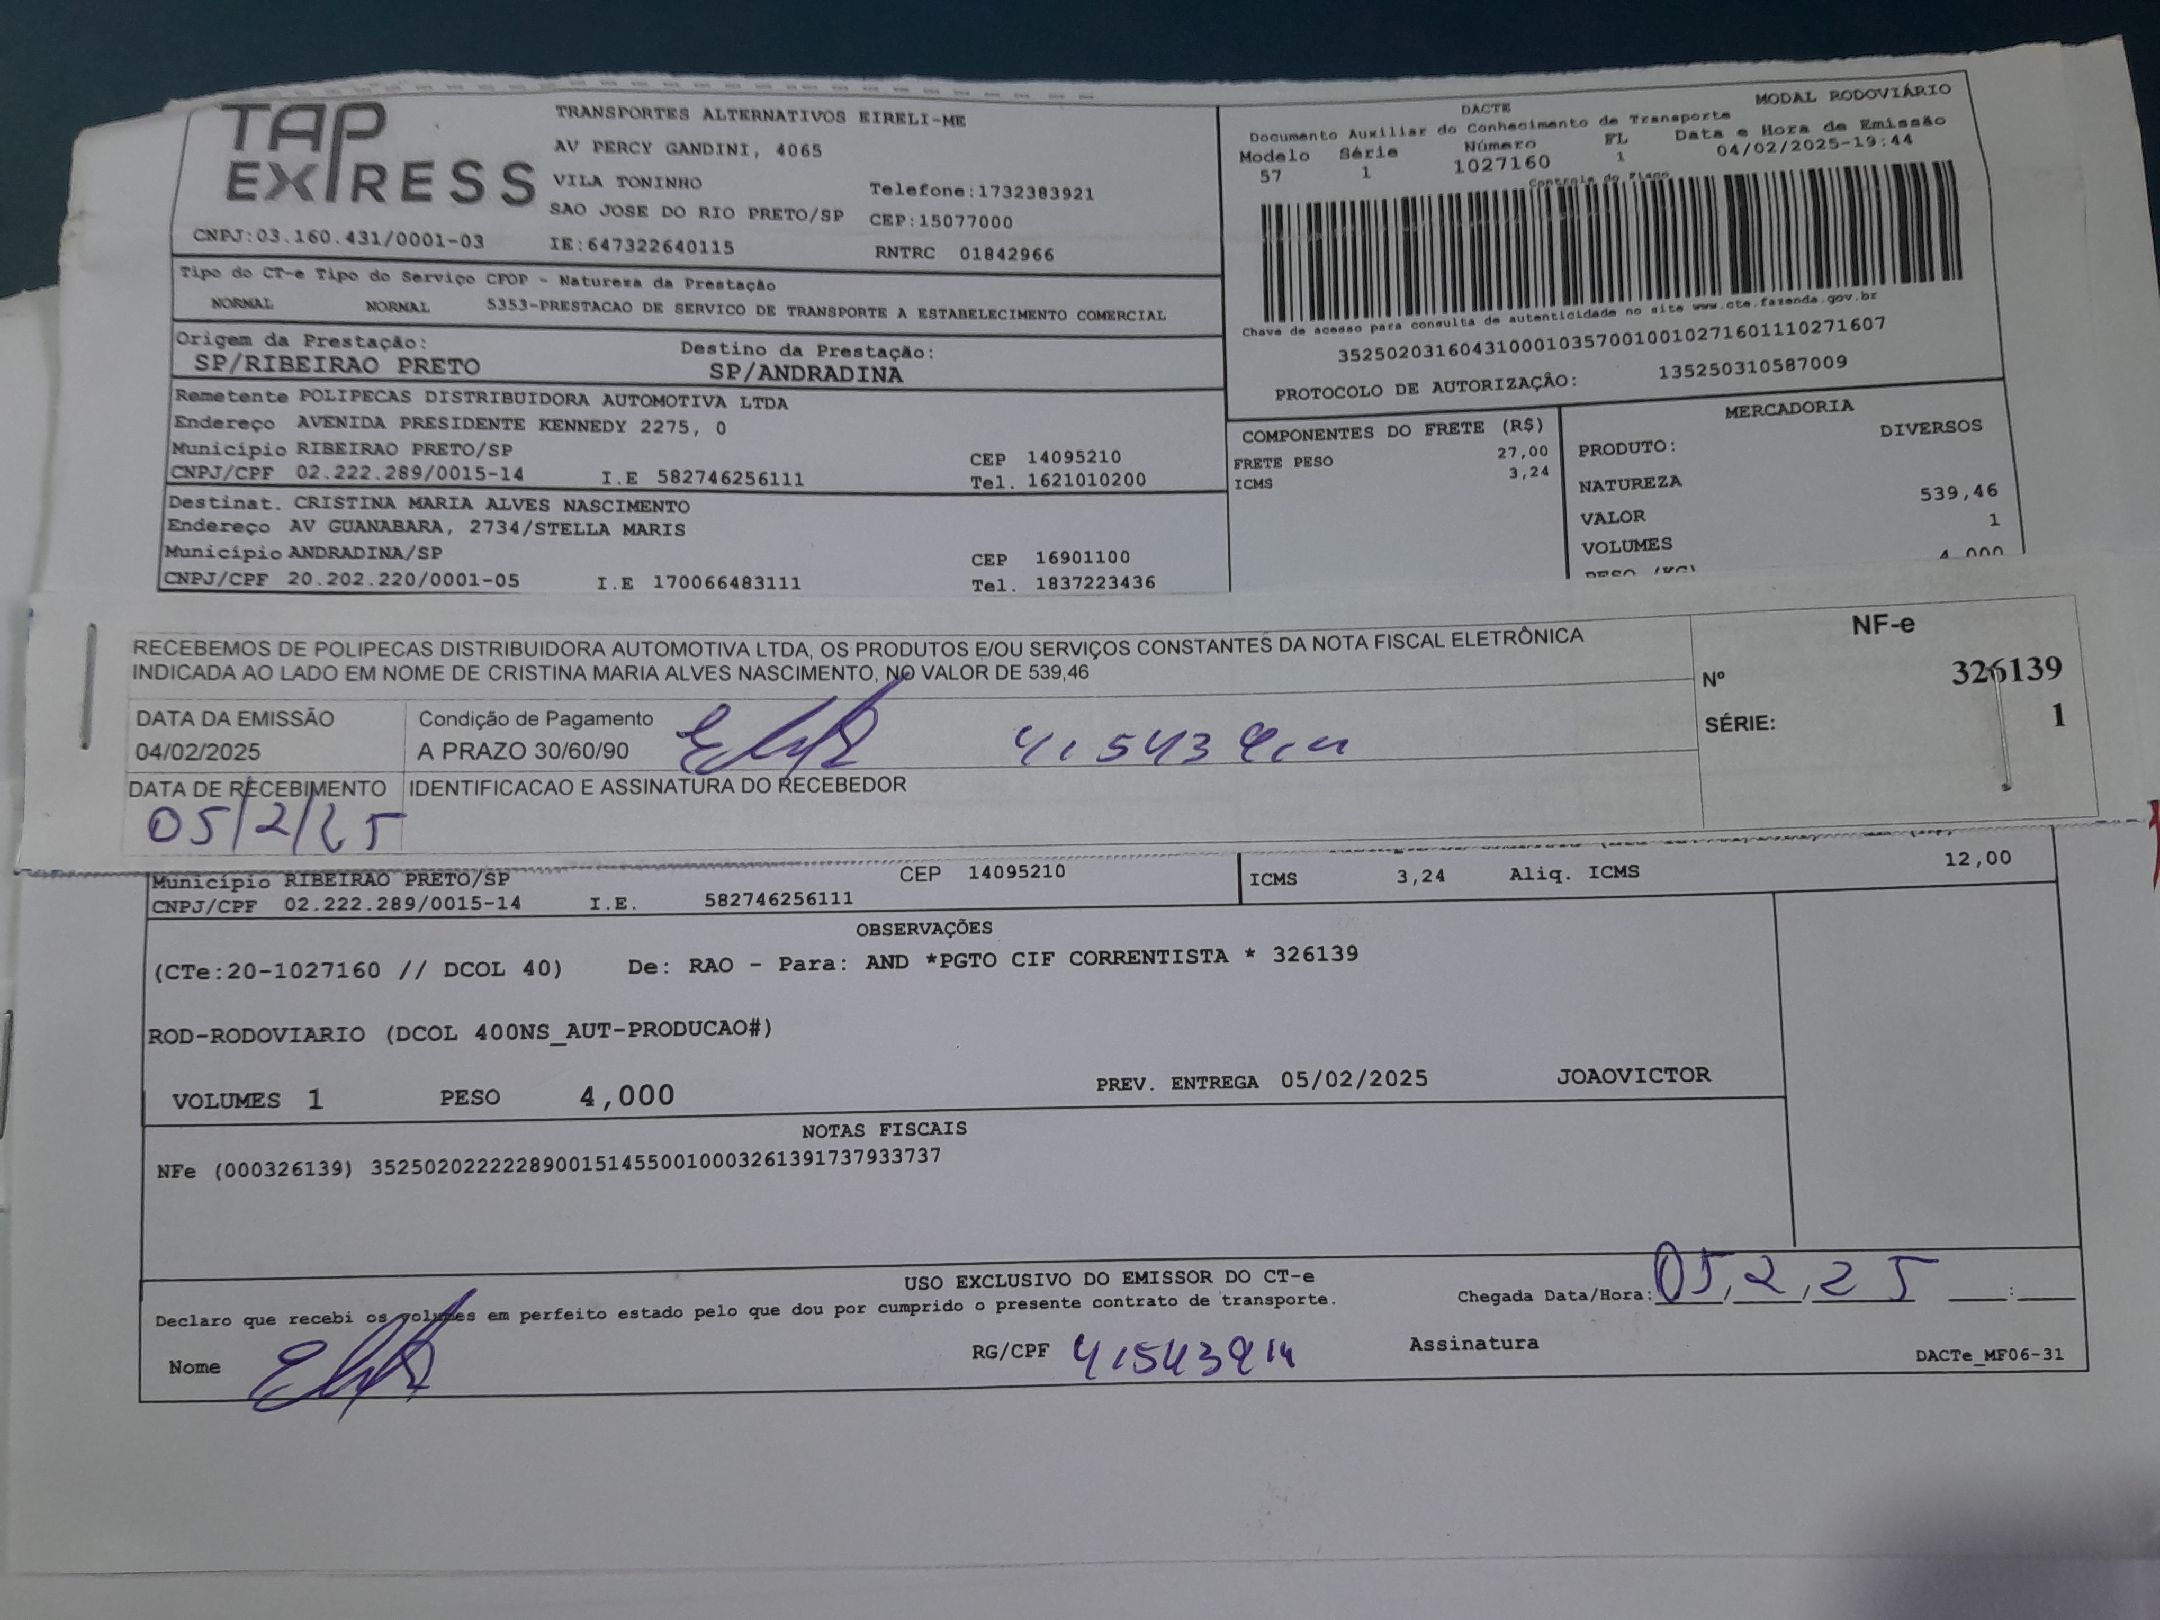 TAP EXPRESS
CNPJ:03.160.431/0001-03
TRANSPORTES ALTERNATIVOS EIRELI-ME
AV PERCY GANDINI, 4065
VILA TONINHO Telefone:1732383921
SAO JOSE DO RIO PRETO/SP CEP:15077000
IE:647322640115 RNTRC 01842966
DACTE MODAL RODOVIÁRIO
Documento Auxiliar do Conhecimento de Transporte
Modelo Série Número FL Data e Hora de Emissão
57 1 1027160 1 04/02/2025-19:44
Controle do Fisco
Chave de acesso para consulta de autenticidade no site www.cte.fazenda.gov.br
35250203160431000103570010010271601110271607
PROTOCOLO DE AUTORIZAÇÃO: 135250310587009
Tipo do CT-e Tipo do Serviço CFOP - Natureza da Prestação
NORMAL NORMAL 5353-PRESTACAO DE SERVICO DE TRANSPORTE A ESTABELECIMENTO COMERCIAL
Origem da Prestação: Destino da Prestação:
SP/RIBEIRAO PRETO SP/ANDRADINA
Remetente POLIPECAS DISTRIBUIDORA AUTOMOTIVA LTDA
Endereço AVENIDA PRESIDENTE KENNEDY 2275, 0
Município RIBEIRAO PRETO/SP CEP 14095210
CNPJ/CPF 02.222.289/0015-14 I.E 582746256111 Tel. 1621010200
Destinat. CRISTINA MARIA ALVES NASCIMENTO
Endereço AV GUANABARA, 2734/STELLA MARIS
Município ANDRADINA/SP CEP 16901100
CNPJ/CPF 20.202.220/0001-05 I.E 170066483111 Tel. 1837223436
COMPONENTES DO FRETE (R$)
FRETE PESO 27,00
ICMS 3,24
MERCADORIA
PRODUTO: DIVERSOS
NATUREZA
VALOR 539,46
VOLUMES 1
PESO (KG) 4,000
RECEBEMOS DE POLIPECAS DISTRIBUIDORA AUTOMOTIVA LTDA, OS PRODUTOS E/OU SERVIÇOS CONSTANTES DA NOTA FISCAL ELETRÔNICA
INDICADA AO LADO EM NOME DE CRISTINA MARIA ALVES NASCIMENTO, NO VALOR DE 539,46
DATA DA EMISSÃO Condição de Pagamento
04/02/2025 A PRAZO 30/60/90
DATA DE RECEBIMENTO IDENTIFICACAO E ASSINATURA DO RECEBEDOR
05/2/25
NF-e
Nº 326139
SÉRIE: 1
Município RIBEIRAO PRETO/SP CEP 14095210
CNPJ/CPF 02.222.289/0015-14 I.E. 582746256111
ICMS 3,24 Aliq. ICMS 12,00
OBSERVAÇÕES
(CTe:20-1027160 // DCOL 40) De: RAO - Para: AND *PGTO CIF CORRENTISTA * 326139
ROD-RODOVIARIO (DCOL 400NS_AUT-PRODUCAO#)
VOLUMES 1 PESO 4,000 PREV. ENTREGA 05/02/2025 JOAOVICTOR
NOTAS FISCAIS
NFe (000326139) 35250202222289001514550010003261391737933737
USO EXCLUSIVO DO EMISSOR DO CT-e
Declaro que recebi os volumes em perfeito estado pelo que dou por cumprido o presente contrato de transporte.
Chegada Data/Hora: 05,2,25 :
Nome RG/CPF Assinatura
DACTe_MF06-31